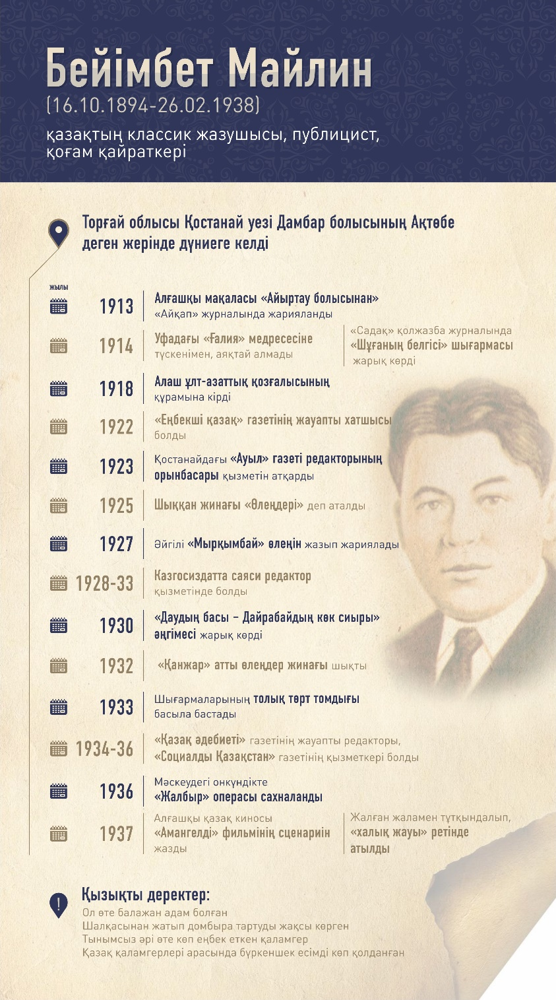 Бейімбет Майлин
(16.10.1894-26.02.1938)
қазақтың классик жазушысы, публицист,
қоғам қайраткері
Торғай облысы Қостанай уезі Дамбар болысының Ақтөбе
деген жерінде дүниеге келді
жылы
1913
Алғашқы мақаласы «Айыртау болысынан»
«Айқап» журналында жарияланды
1914
Уфадағы «Ғалия» медресесіне
түскенімен, аяқтай алмады
«Садақ» қолжазба журналында
«Шұғаның белгісі» шығармасы
жарық көрді
1918
Алаш ұлт-азаттық қозғалысының
құрамына кірді
1922
«Еңбекші қазақ» газетінің жауапты хатшысы
болды
1923
Қостанайдағы «Ауыл» газеті редакторының
орынбасары қызметін атқарды
1925
Шыққан жинағы «Өлеңдері» деп аталды
1927
Әйгілі «Мырқымбай» өлеңін жазып жариялады
1928-33
Казгосиздатта саяси редактор
қызметінде болды
1930
«Даудың басы – Дайрабайдың көк сиыры»
әңгімесі жарық көрді
1932
«Қанжар» атты өлеңдер жинағы шықты
1933
Шығармаларының толық төрт томдығы
басыла бастады
1934-36
«Қазақ әдебиеті» газетінің жауапты редакторы,
«Социалды Қазақстан» газетінің қызметкері болды
1936
Мәскеудегі онкүндікте
«Жалбыр» операсы сахналанды
1937
Алғашқы қазақ киносы
«Амангелді» фильмінің сценариін
жазды
Жалған жаламен тұтқындалып,
«халық жауы» ретінде
атылды
Қызықты деректер:
Ол өте балажан адам болған
Шалқасынан жатып домбыра тартуды жақсы көрген
Тынымсыз әрі өте көп еңбек еткен қаламгер
Қазақ қаламгерлері арасында бүркеншек есімді көп қолданған